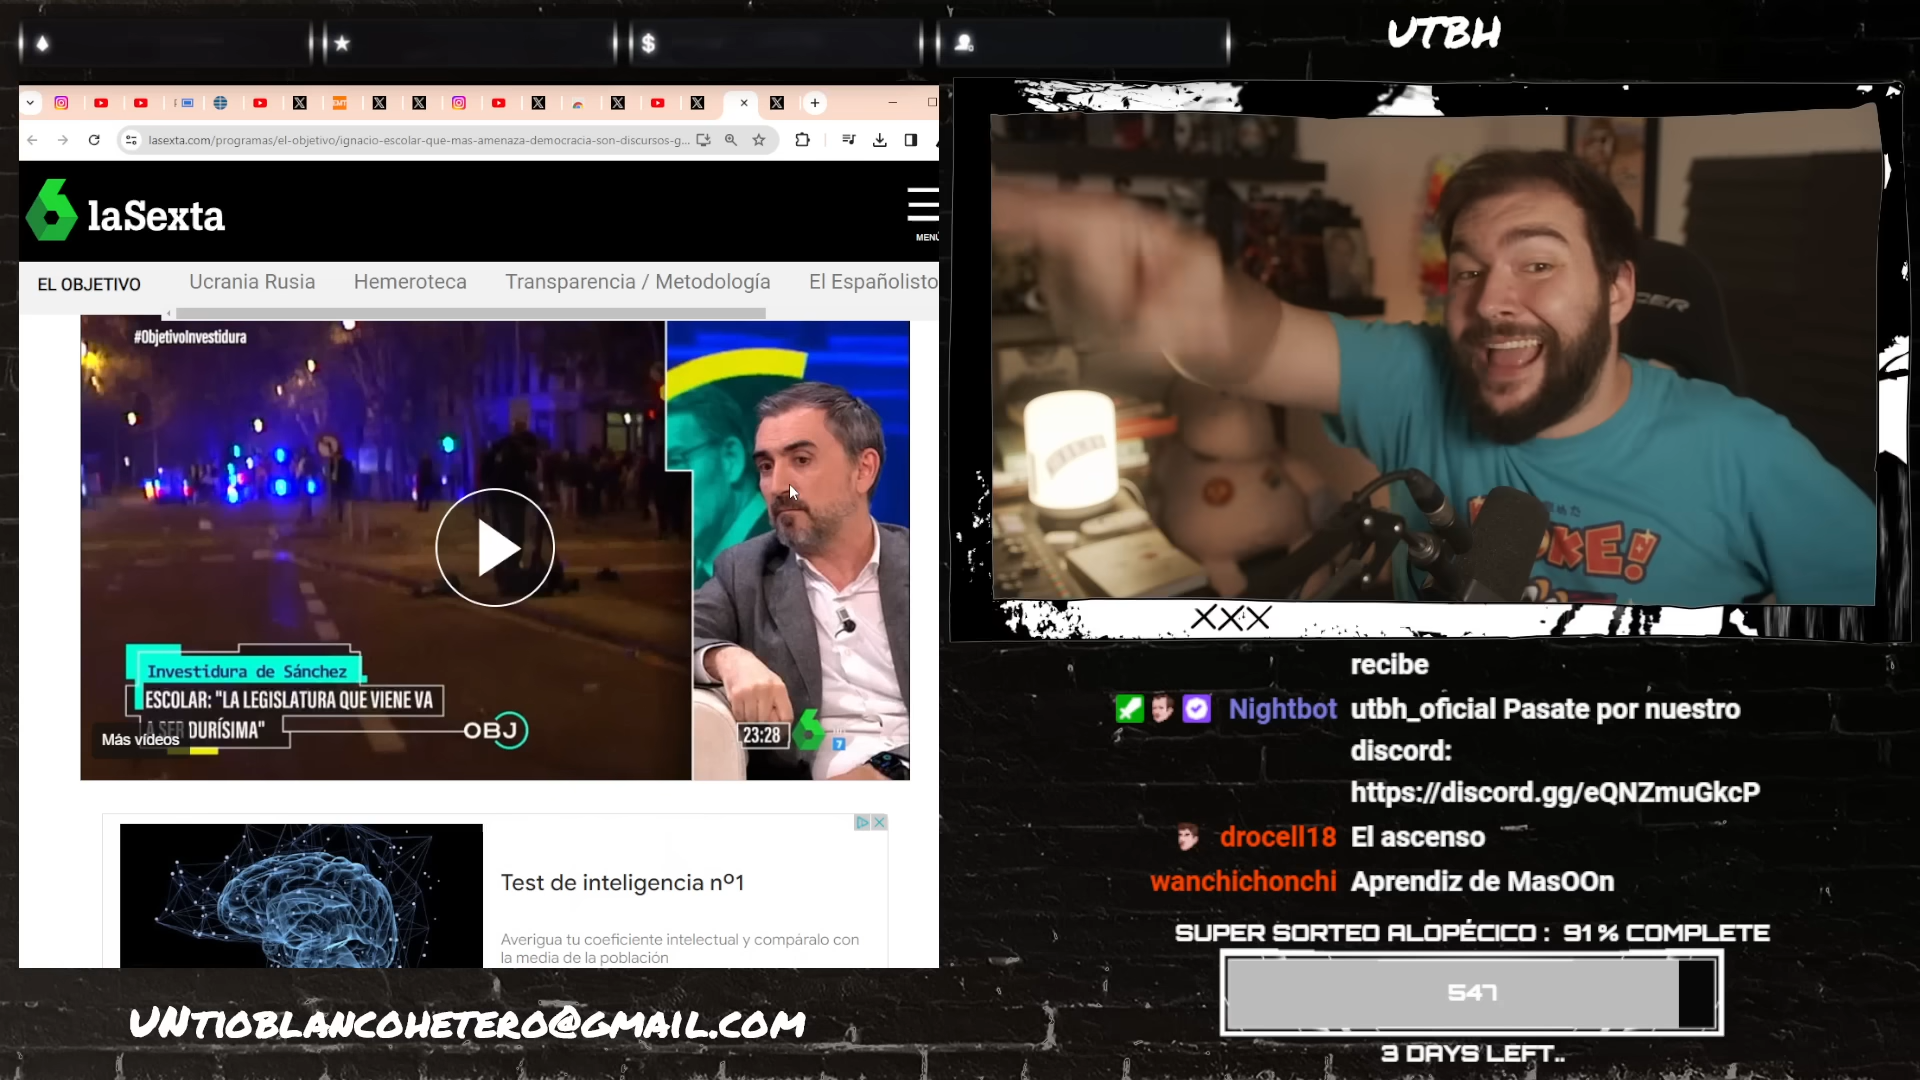 UTBH
lasexta.com/programas/el-objetivo/ignacio-escolar-que-mas-amenaza-democracia-son-discursos-g...
6 laSexta
MENÚ
EL OBJETIVO
Ucrania Rusia
Hemeroteca
Transparencia / Metodología
El Españolisto
#ObjetivoInvestidura
Investidura de Sánchez
ESCOLAR: "LA LEGISLATURA QUE VIENE VA
A SER DURÍSIMA"
OBJ
Más vídeos
23:28
6
7
Test de inteligencia nº1
Averigua tu coeficiente intelectual y compáralo con
la media de la población
UNTIOBLANCOHETERO@GMAIL.COM
XXX
recibe
Nightbot utbh_oficial Pasate por nuestro
discord:
https://discord.gg/eQNZmuGkcP
drocell18 El ascenso
wanchichonchi Aprendiz de MasOOn
SUPER SORTEO ALOPÉCICO : 91% COMPLETE
547
3 DAYS LEFT..